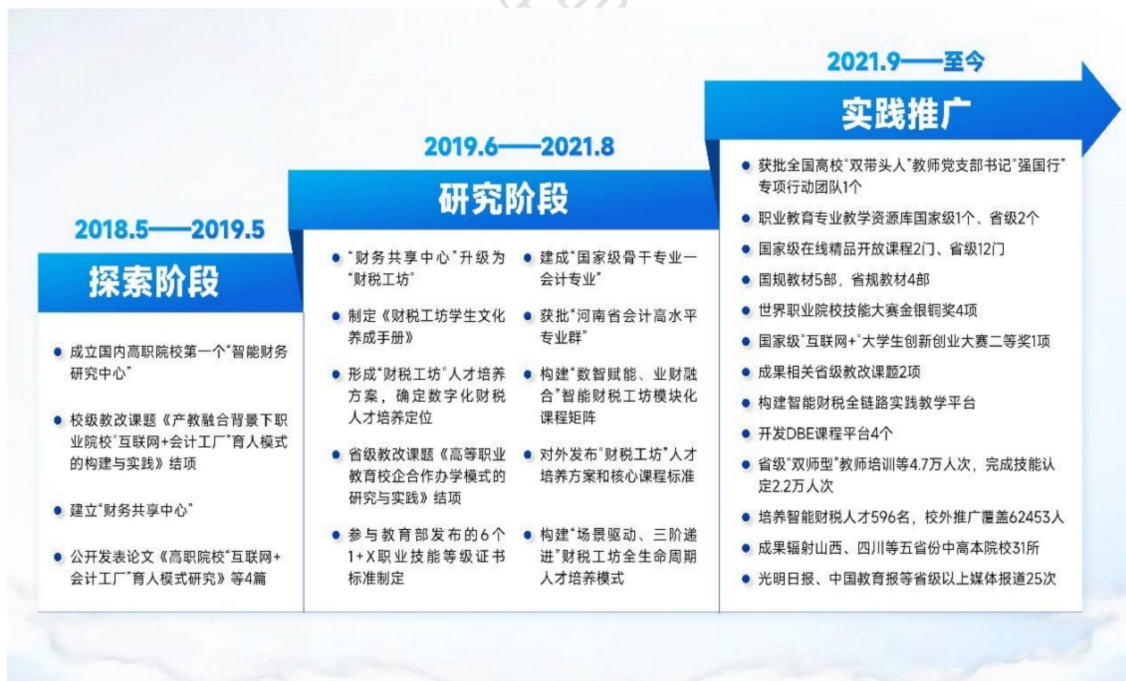 2018.5——2019.5
探索阶段
成立国内高职院校第一个“智能财务
研究中心”
校级教改课题《产教融合背景下职
业院校“互联网+会计工厂”育人模式
的构建与实践》结项
建立“财务共享中心”
公开发表论文《高职院校“互联网+
会计工厂”育人模式研究》等4篇
2019.6——2021.8
研究阶段
“财务共享中心”升级为
“财税工坊”
制定《财税工坊学生文化
养成手册》
形成“财税工坊”人才培养
方案，确定数字化财税
人才培养定位
省级教改课题《高等职业
教育校企合作办学模式的
研究与实践》结项
参与教育部发布的6个
1+X职业技能等级证书
标准制定
建成“国家级骨干专业—
会计专业”
获批“河南省会计高水平
专业群”
构建“数智赋能、业财融
合”智能财税工坊模块化
课程矩阵
对外发布“财税工坊”人才
培养方案和核心课程标准
构建“场景驱动、三阶递
进”财税工坊全生命周期
人才培养模式
2021.9——至今
实践推广
获批全国高校“双带头人”教师党支部书记“强国行”
专项行动团队1个
职业教育专业教学资源库国家级1个、省级2个
国家级在线精品开放课程2门、省级12门
国规教材5部，省规教材4部
世界职业院校技能大赛金银铜奖4项
国家级“互联网+”大学生创新创业大赛二等奖1项
成果相关省级教改课题2项
构建智能财税全链路实践教学平台
开发DBE课程平台4个
省级“双师型”教师培训等4.7万人次，完成技能认
定2.2万人次
培养智能财税人才596名，校外推广覆盖62453人
成果辐射山西、四川等五省份中高本院校31所
光明日报、中国教育报等省级以上媒体报道25次